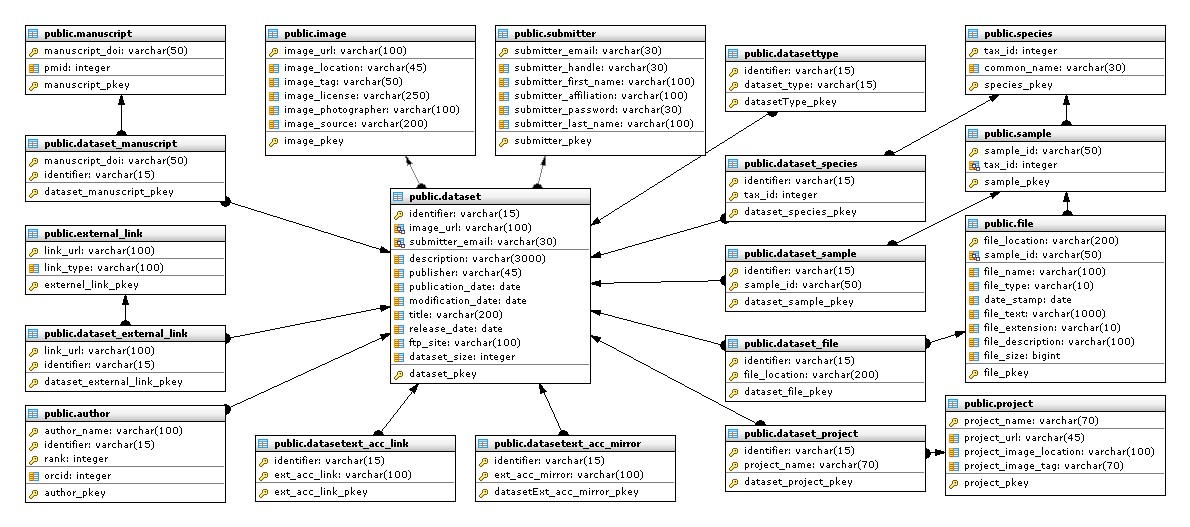 public.manuscript
manuscript_doi: varchar(50)
pmid: integer
manuscript_pkey
public.image
image_url: varchar(100)
image_location: varchar(45)
image_tag: varchar(50)
image_license: varchar(250)
image_photographer: varchar(100)
image_source: varchar(200)
image_pkey
public.submitter
submitter_email: varchar(30)
submitter_handle: varchar(30)
submitter_first_name: varchar(100)
submitter_affiliation: varchar(100)
submitter_password: varchar(30)
submitter_last_name: varchar(100)
submitter_pkey
public.datasettype
identifier: varchar(15)
dataset_type: varchar(15)
datasetType_pkey
public.species
tax_id: integer
common_name: varchar(30)
species_pkey
public.dataset_manuscript
manuscript_doi: varchar(50)
identifier: varchar(15)
dataset_manuscript_pkey
public.dataset
identifier: varchar(15)
image_url: varchar(100)
submitter_email: varchar(30)
description: varchar(3000)
publisher: varchar(45)
publication_date: date
modification_date: date
title: varchar(200)
release_date: date
ftp_site: varchar(100)
dataset_size: integer
dataset_pkey
public.dataset_species
identifier: varchar(15)
tax_id: integer
dataset_species_pkey
public.sample
sample_id: varchar(50)
tax_id: integer
sample_pkey
public.external_link
link_url: varchar(100)
link_type: varchar(100)
externel_link_pkey
public.dataset_sample
identifier: varchar(15)
sample_id: varchar(50)
dataset_sample_pkey
public.file
file_location: varchar(200)
sample_id: varchar(50)
file_name: varchar(100)
file_type: varchar(10)
date_stamp: date
file_text: varchar(1000)
file_extension: varchar(10)
file_description: varchar(100)
file_size: bigint
file_pkey
public.dataset_external_link
link_url: varchar(100)
identifier: varchar(15)
dataset_external_link_pkey
public.dataset_file
identifier: varchar(15)
file_location: varchar(200)
dataset_file_pkey
public.author
author_name: varchar(100)
identifier: varchar(15)
rank: integer
orcid: integer
author_pkey
public.datasetext_acc_link
identifier: varchar(15)
ext_acc_link: varchar(100)
ext_acc_link_pkey
public.datasetext_acc_mirror
identifier: varchar(15)
ext_acc_mirror: varchar(100)
datasetExt_acc_mirror_pkey
public.dataset_project
identifier: varchar(15)
project_name: varchar(70)
dataset_project_pkey
public.project
project_name: varchar(70)
project_url: varchar(45)
project_image_location: varchar(100)
project_image_tag: varchar(70)
project_pkey